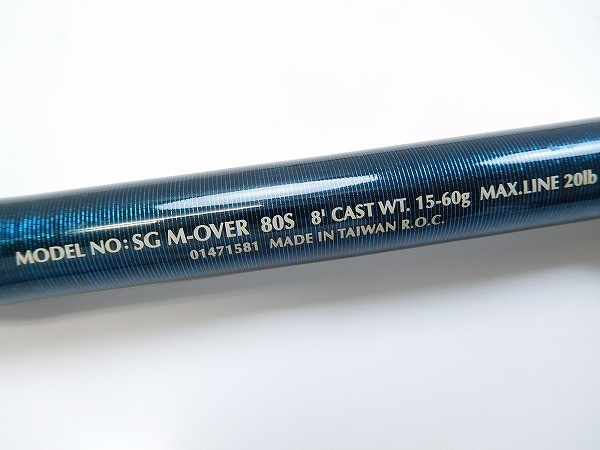 MODEL NO: SG M-OVER 80S 8' CAST WT. 15-60g MAX.LINE 20lb
01471581 MADE IN TAIWAN R.O.C.